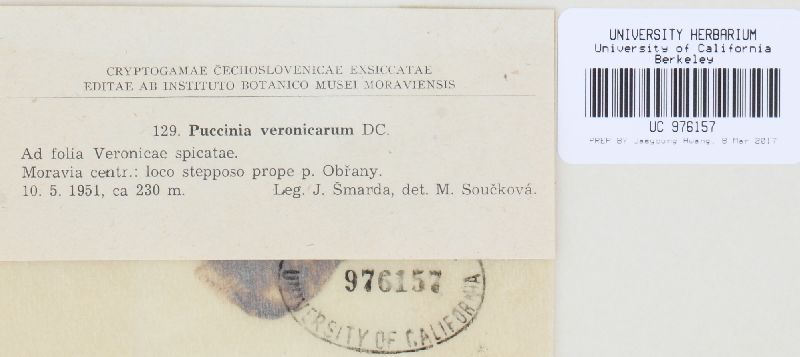 CRYPTOGAMAE ČECHOSLOVENICAE EXSICCATAE
EDITAE AB INSTITUTO BOTANICO MUSEI MORAVIENSIS
129. Puccinia veronicarum DC.
Ad folia Veronicae spicatae.
Moravia centr.: loco stepposo prope p. Obřany.
10. 5. 1951, ca 230 m. Leg. J. Šmarda, det. M. Součková.
UNIVERSITY HERBARIUM
University of California
Berkeley
UC 976157
PREP BY Jaeyoung Hwang, 8 Mar 2017
976157
UNIVERSITY OF CALIFORNIA